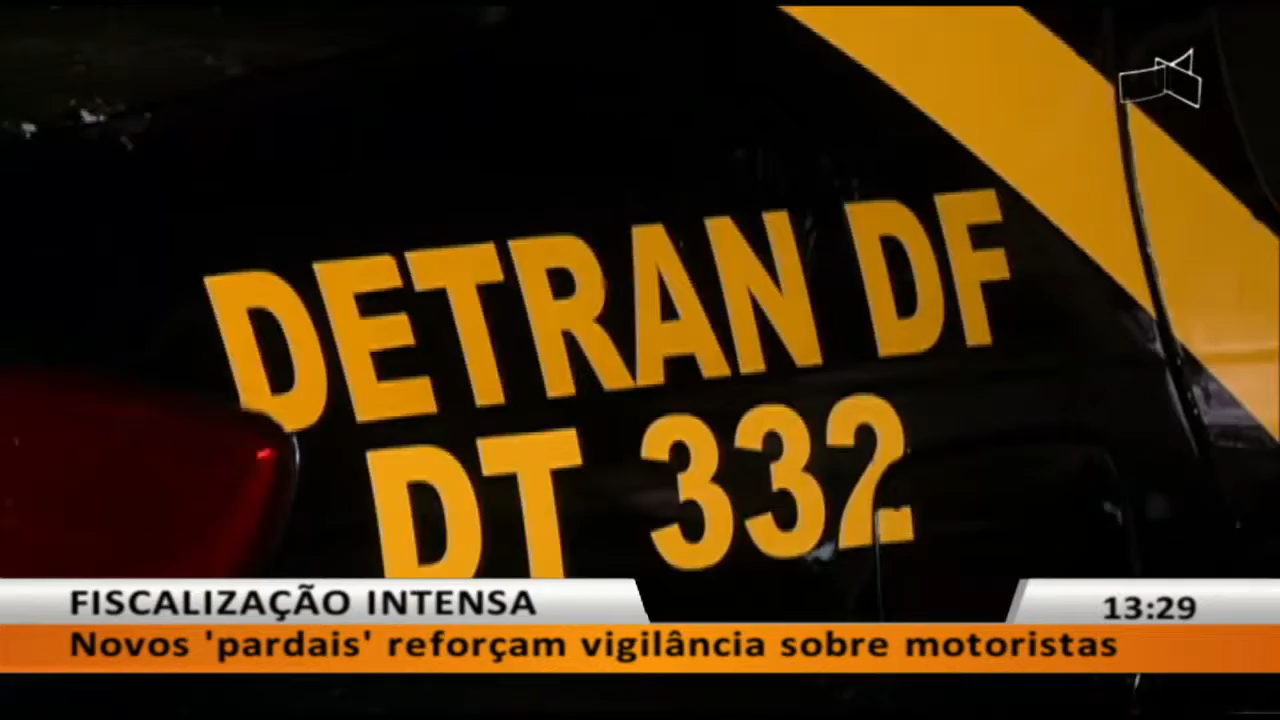 DETRAN DF
DT 332
FISCALIZAÇÃO INTENSA
13:29
Novos 'pardais' reforçam vigilância sobre motoristas